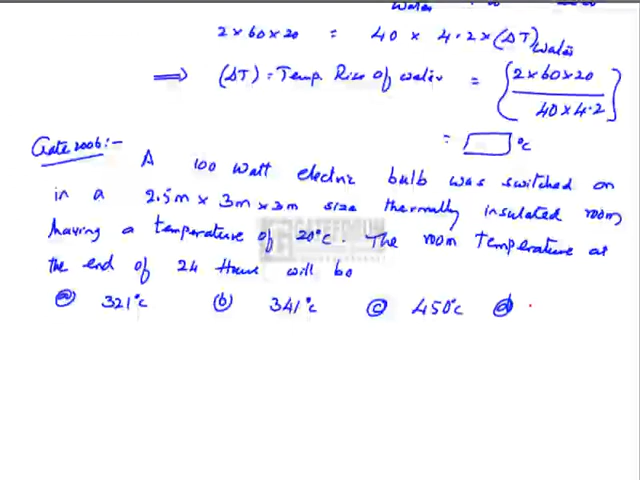 water
2 × 60 × 20 = 40 × 4.2 × (ΔT)water
⟹ (ΔT) = Temp. Rise of water = (2 × 60 × 20 / 40 × 4.2)
= °C
Gate 2006:-
A 100 watt electric bulb was switched on
in a 2.5m × 3m × 3m size thermally insulated room
having a temperature of 20°C. The room temperature at
the end of 24 Hours will be
(a) 321°C (b) 341°C (c) 450°C (d)